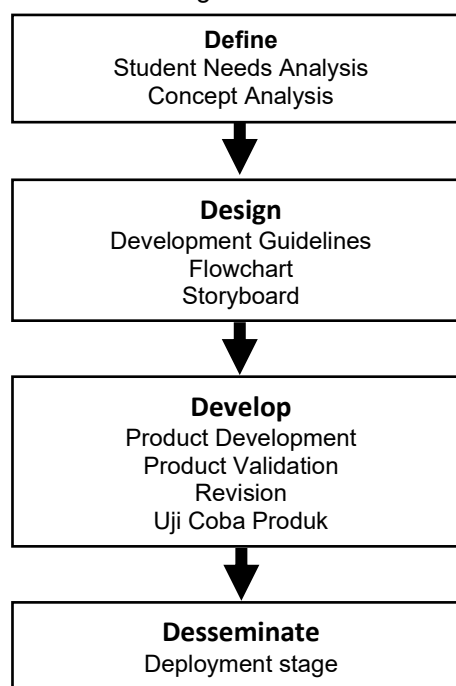 Define
Student Needs Analysis
Concept Analysis
Design
Development Guidelines
Flowchart
Storyboard
Develop
Product Development
Product Validation
Revision
Uji Coba Produk
Desseminate
Deployment stage